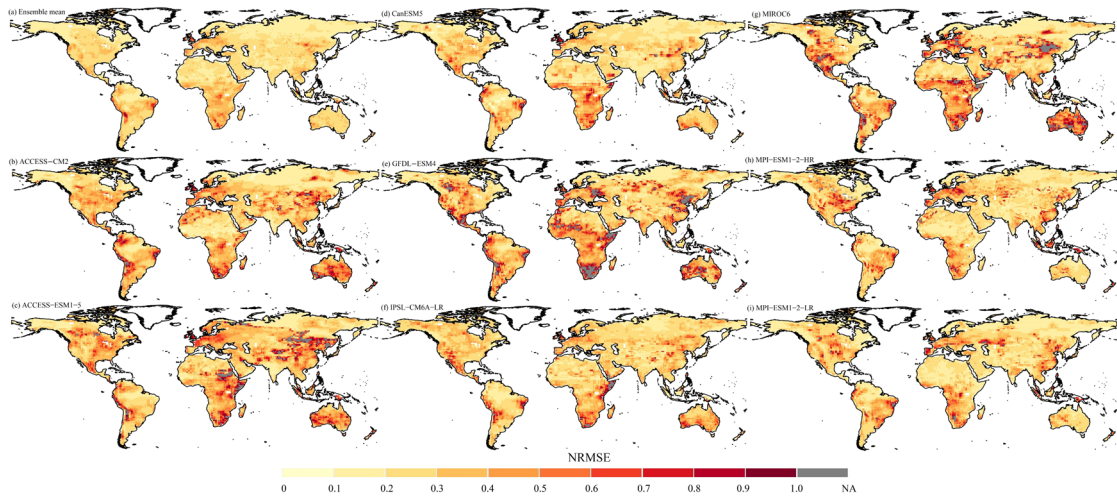 (a) Ensemble mean
(d) CanESM5
(g) MIROC6
(b) ACCESS−CM2
(e) GFDL−ESM4
(h) MPI−ESM1−2−HR
(c) ACCESS−ESM1−5
(f) IPSL−CM6A−LR
(i) MPI−ESM1−2−LR
NRMSE
0 0.1 0.2 0.3 0.4 0.5 0.6 0.7 0.8 0.9 1.0 NA